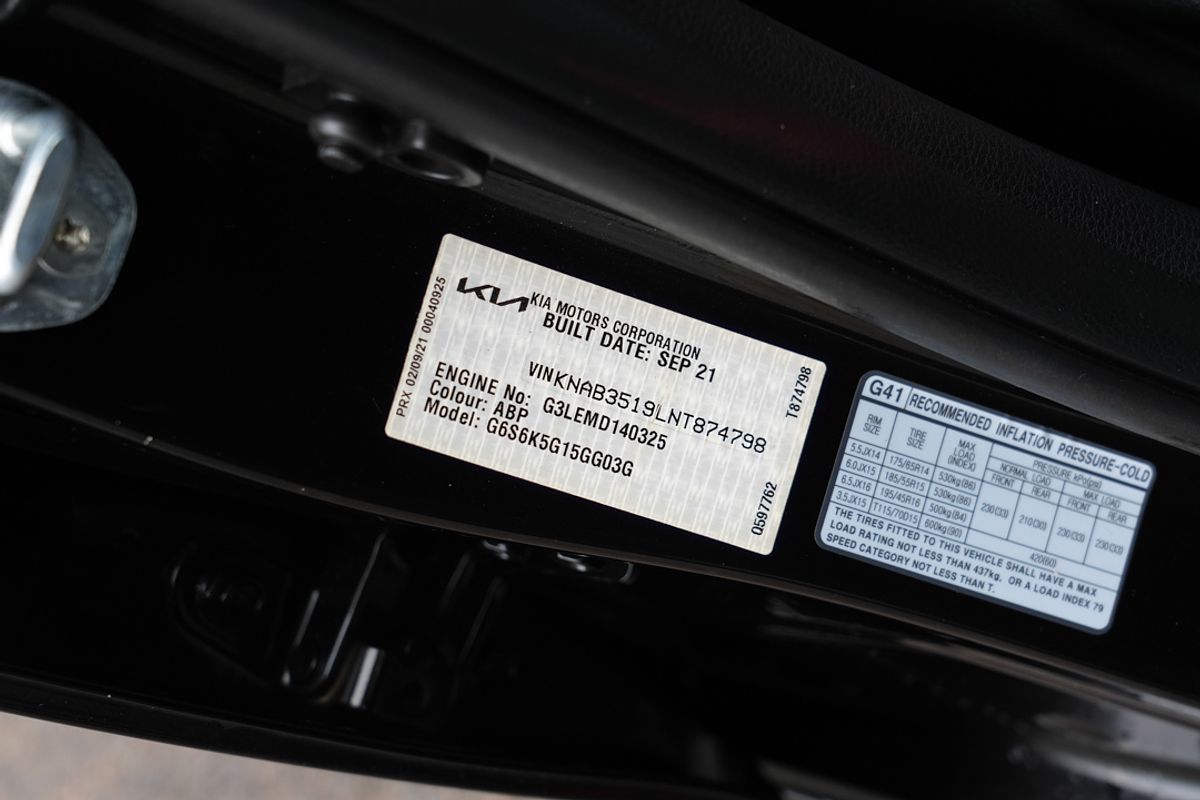 KIA KIA MOTORS CORPORATION
BUILT DATE: SEP 21
VIN KNAB3519LNT874798
ENGINE No: G3LEMD140325
Colour: ABP
Model: G6S6K5G15GG03G
PRX 02/09/21 00040925
T874798
Q597762
G41 RECOMMENDED INFLATION PRESSURE-COLD
RIM SIZE TIRE SIZE MAX LOAD (INDEX) PRESSURE kPa(psi)
NORMAL LOAD MAX LOAD
FRONT REAR FRONT REAR
5.5JX14 175/65R14 530kg(86) 230(33) 210(30) 230(33) 230(33)
6.0JX15 185/55R15 530kg(86)
6.5JX16 195/45R16 500kg(84)
3.5JX15 T115/70D15 600kg(90) 420(60)
THE TIRES FITTED TO THIS VEHICLE SHALL HAVE A MAX
LOAD RATING NOT LESS THAN 437kg. OR A LOAD INDEX 79
SPEED CATEGORY NOT LESS THAN T.